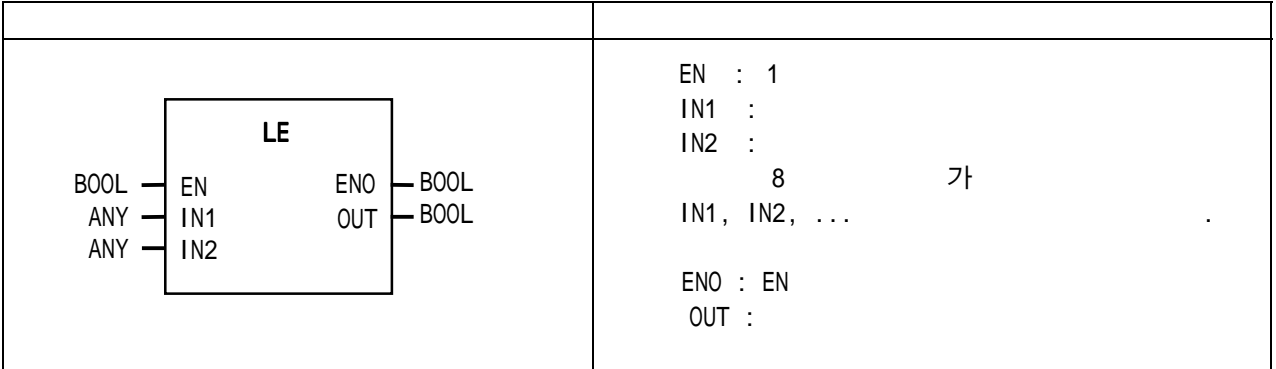 LE
BOOL EN ENO BOOL
ANY IN1 OUT BOOL
ANY IN2
EN : 1
IN1 :
IN2 :
8 가
IN1, IN2, ... .
ENO : EN
OUT :